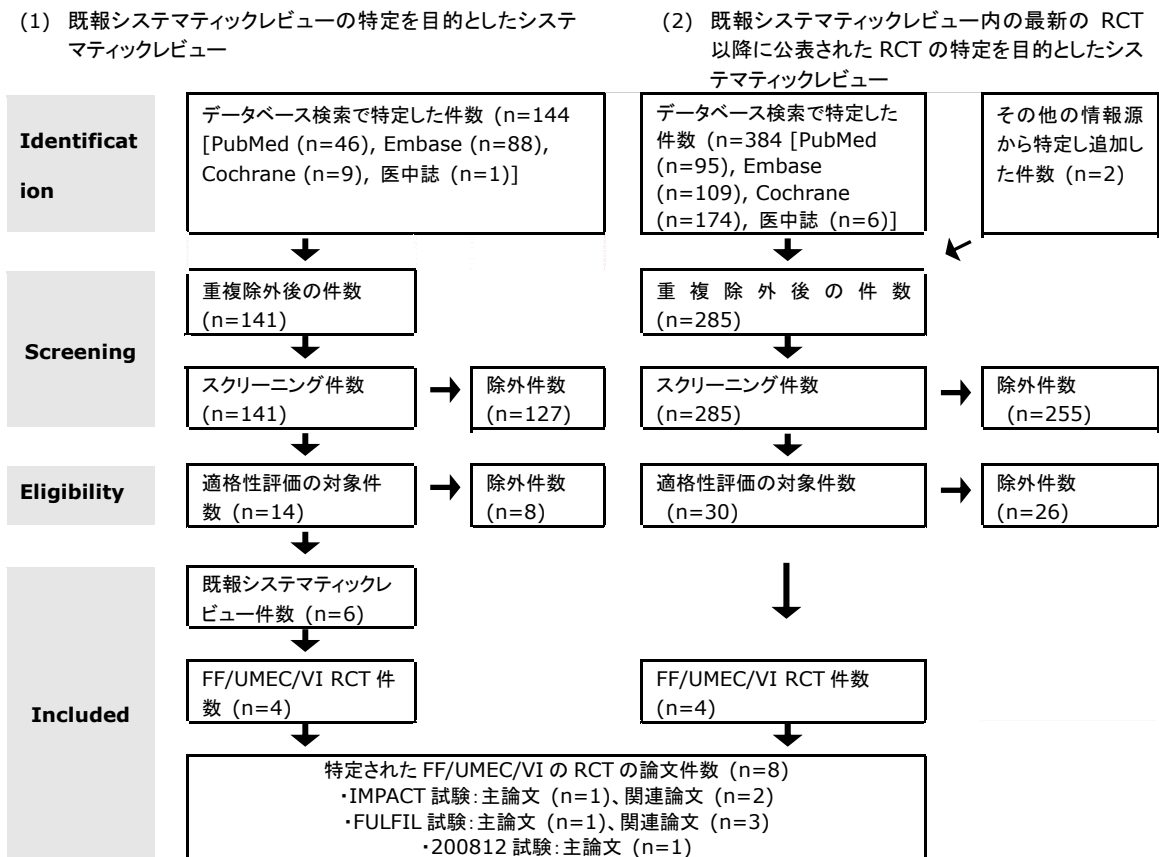 (1) 既報システマティックレビューの特定を目的としたシステ
マティックレビュー
(2) 既報システマティックレビュー内の最新の RCT
以降に公表された RCT の特定を目的としたシス
テマティックレビュー
Identificat
ion
データベース検索で特定した件数 (n=144
[PubMed (n=46), Embase (n=88),
Cochrane (n=9), 医中誌 (n=1)]
データベース検索で特定した
件数 (n=384 [PubMed
(n=95), Embase
(n=109), Cochrane
(n=174), 医中誌 (n=6)]
その他の情報源
から特定し追加し
た件数 (n=2)
Screening
重複除外後の件数
(n=141)
重複除外後の件数
(n=285)
スクリーニング件数
(n=141)
除外件数
(n=127)
スクリーニング件数
(n=285)
除外件数
(n=255)
Eligibility
適格性評価の対象件
数 (n=14)
除外件数
(n=8)
適格性評価の対象件数
(n=30)
除外件数
(n=26)
Included
既報システマティックレ
ビュー件数 (n=6)
FF/UMEC/VI RCT 件
数 (n=4)
FF/UMEC/VI RCT 件数
(n=4)
特定された FF/UMEC/VI の RCT の論文件数 (n=8)
・IMPACT 試験:主論文 (n=1)、関連論文 (n=2)
・FULFIL 試験:主論文 (n=1)、関連論文 (n=3)
・200812 試験:主論文 (n=1)